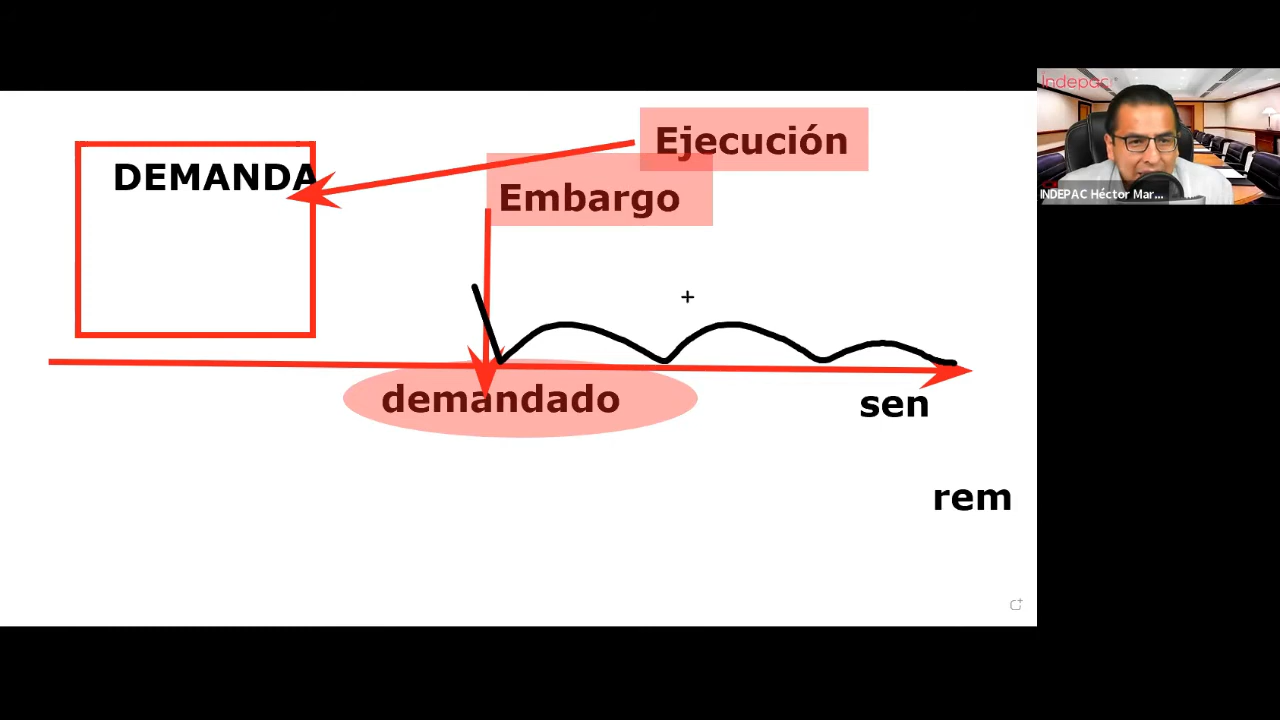 Ejecución
DEMANDA
Embargo
demandado
sen
rem
Indepac
INDEPAC Héctor Mar...